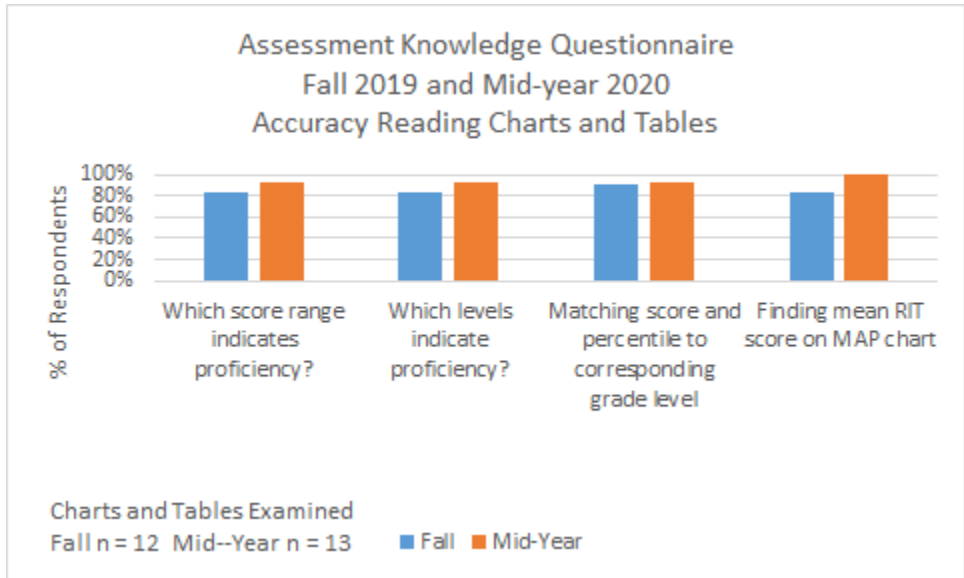 Assessment Knowledge Questionnaire
Fall 2019 and Mid-year 2020
Accuracy Reading Charts and Tables
% of Respondents
100%
80%
60%
40%
20%
0%
Which score range
indicates
proficiency?
Which levels
indicate
proficiency?
Matching score and
percentile to
corresponding
grade level
Finding mean RIT
score on MAP chart
Charts and Tables Examined
Fall n = 12 Mid--Year n = 13
Fall
Mid-Year